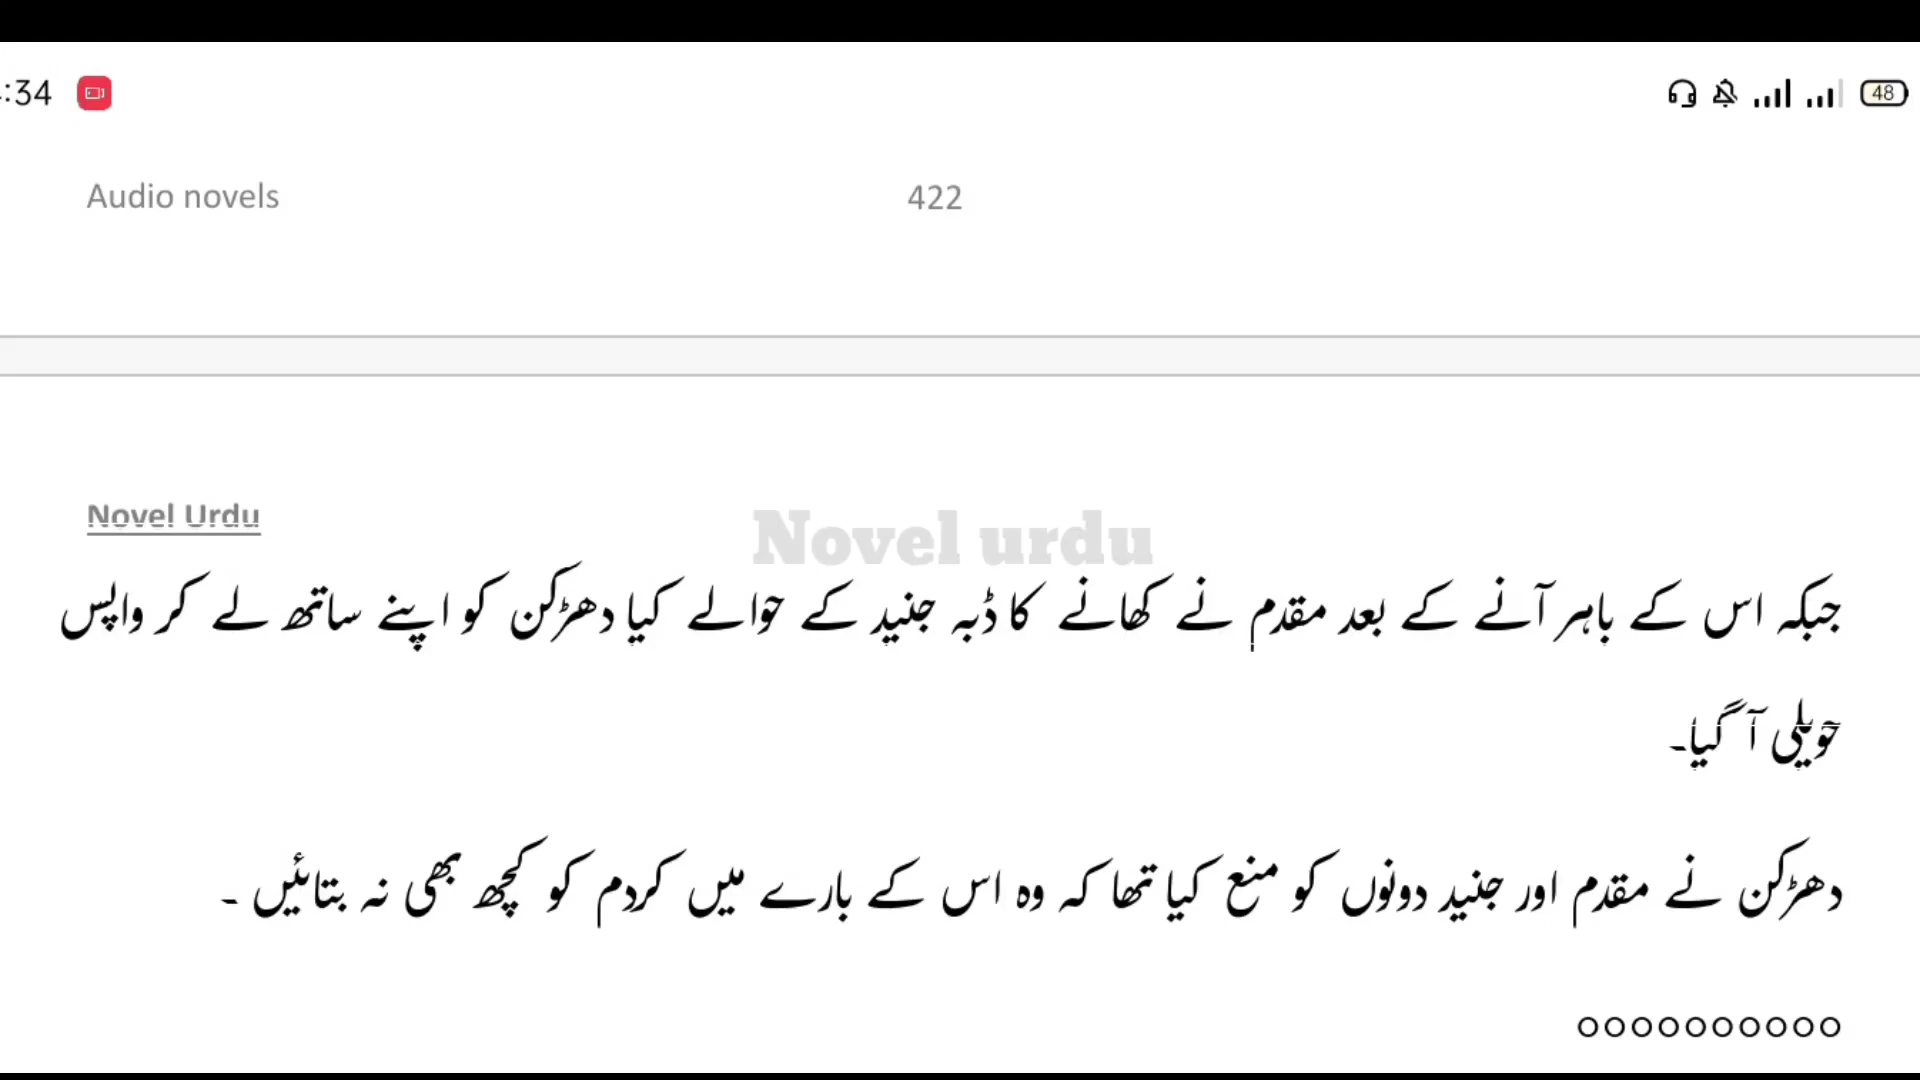 :34
48
Audio novels 422
Novel Urdu
Novel urdu
جبکہ اس کے باہر آنے کے بعد مقدم نے کھانے کا ڈبہ جنید کے حوالے کیا دھڑکن کو اپنے ساتھ لے کر واپس
حویلی آ گیا۔
دھڑکن نے مقدم اور جنید دونوں کو منع کیا تھا کہ وہ اس کے بارے میں کردم کو کچھ بھی نہ بتائیں ۔
○○○○○○○○○○